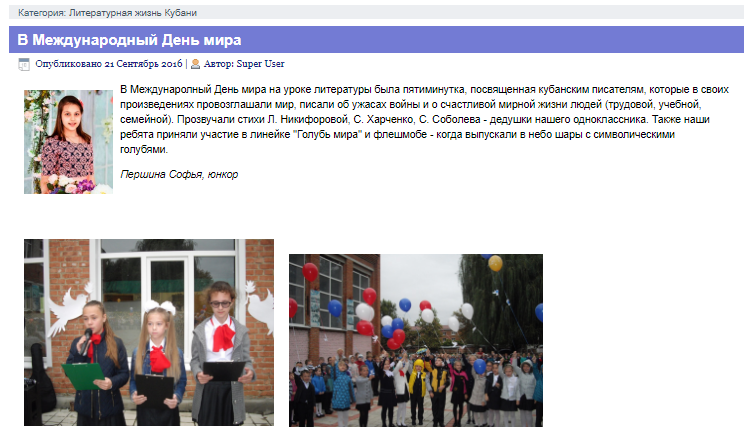 Категория: Литературная жизнь Кубани
В Международный День мира
Опубликовано 21 Сентябрь 2016 | Автор: Super User
В Международный День мира на уроке литературы была пятиминутка, посвященная кубанским писателям, которые в своих
произведениях провозглашали мир, писали об ужасах войны и о счастливой мирной жизни людей (трудовой, учебной,
семейной). Прозвучали стихи Л. Никифоровой, С. Харченко, С. Соболева - дедушки нашего одноклассника. Также наши
ребята приняли участие в линейке "Голубь мира" и флешмобе - когда выпускали в небо шары с символическими
голубями.
Першина Софья, юнкор